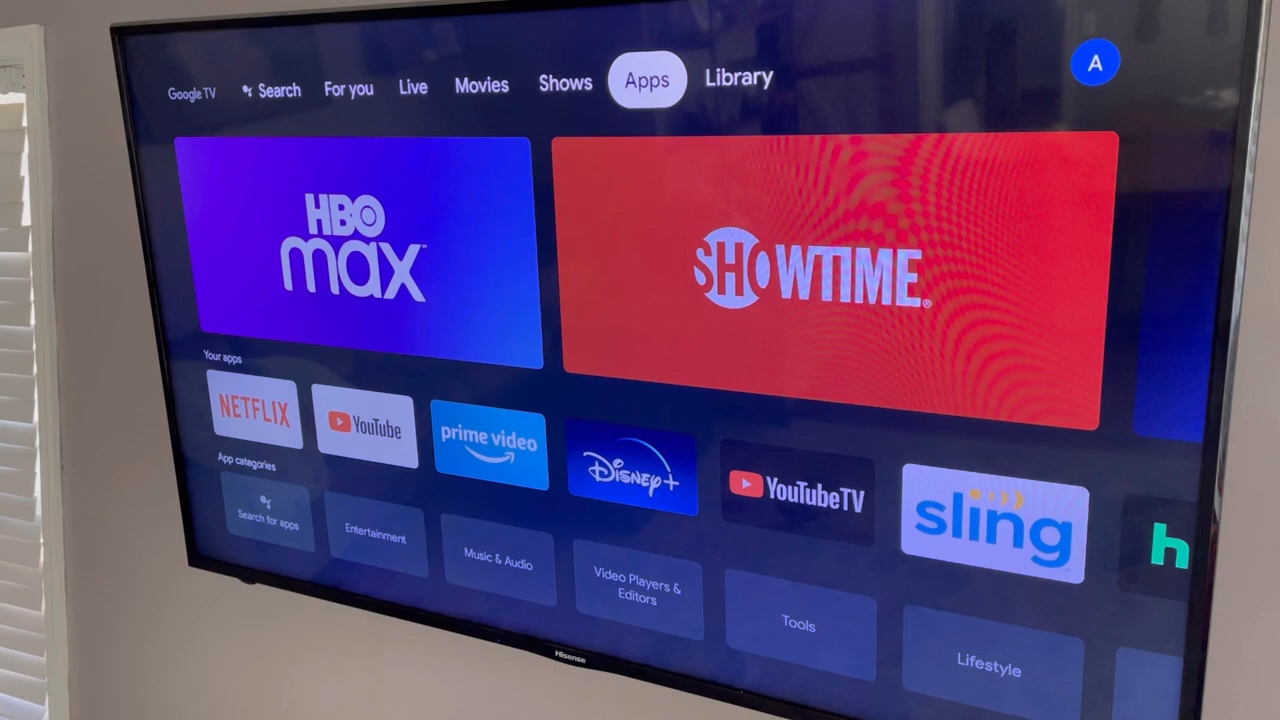 Google TV Search For you Live Movies Shows Apps Library A
HBO
max™
SHOWTIME®
Your apps
NETFLIX YouTube prime video Disney+ YouTubeTV sling h
App categories
Search for apps Entertainment Music & Audio Video Players &
Editors Tools Lifestyle
Hisense